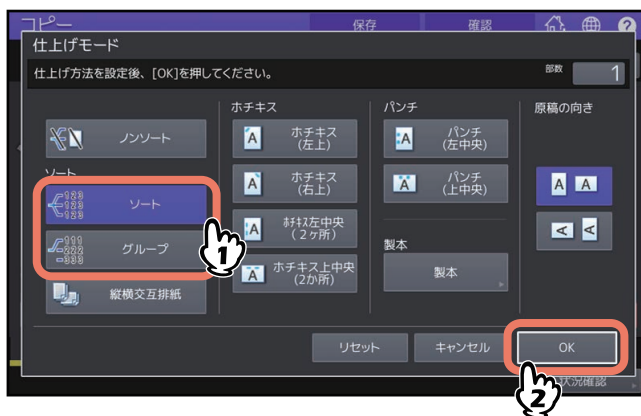 コピー 保存 確認 ?
仕上げモード
仕上げ方法を設定後、[OK]を押してください。 部数 1
ホチキス パンチ 原稿の向き
ノンソート
ホチキス
(左上)
パンチ
(左中央)
ソート
ソート
ホチキス
(右上)
パンチ
(上中央)
グループ
ホチキス左中央
(2ヶ所)
製本
縦横交互排紙
ホチキス上中央
(2か所)
製本
リセット キャンセル OK
状況確認
1
2